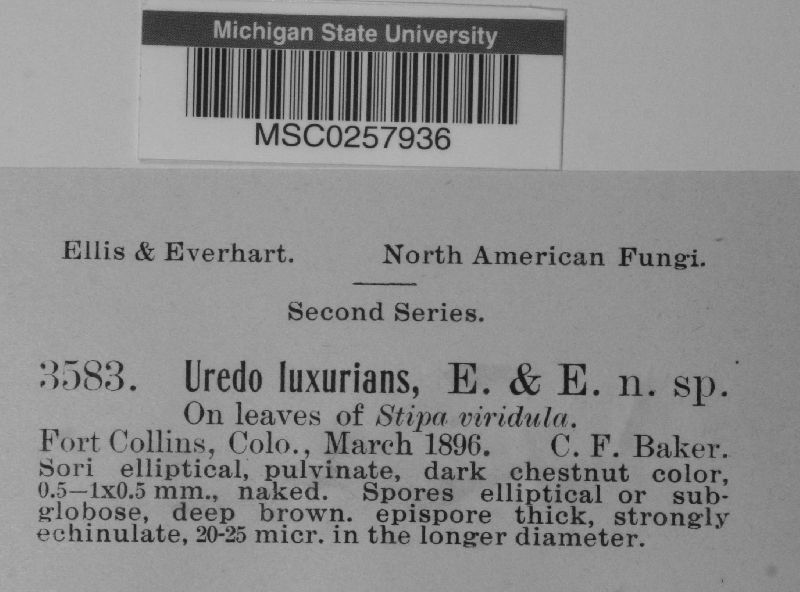 Michigan State University
MSC0257936
Ellis & Everhart. North American Fungi.
Second Series.
3583. Uredo luxurians, E. & E. n. sp.
On leaves of Stipa viridula.
Fort Collins, Colo., March 1896. C. F. Baker.
Sori elliptical, pulvinate, dark chestnut color,
0.5—1x0.5 mm., naked. Spores elliptical or sub-
globose, deep brown. epispore thick, strongly
echinulate, 20-25 micr. in the longer diameter.